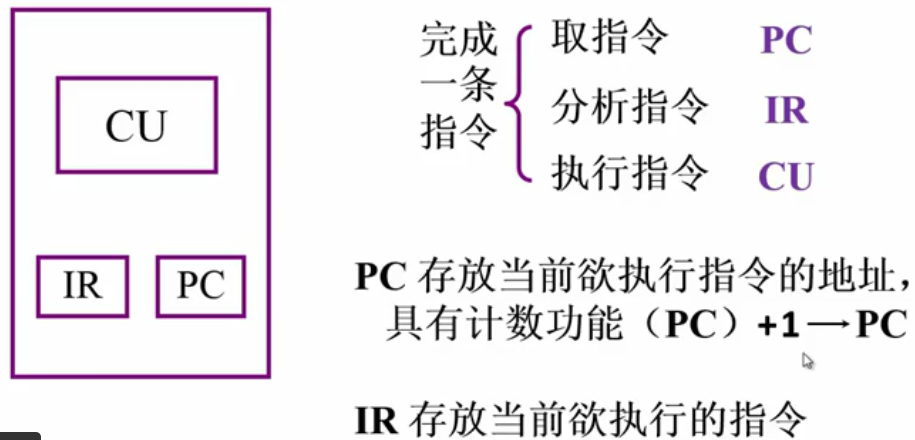 CU
IR
PC
完成
一条
指令
取指令 PC
分析指令 IR
执行指令 CU
PC 存放当前欲执行指令的地址，
具有计数功能（PC）+1→PC
IR 存放当前欲执行的指令